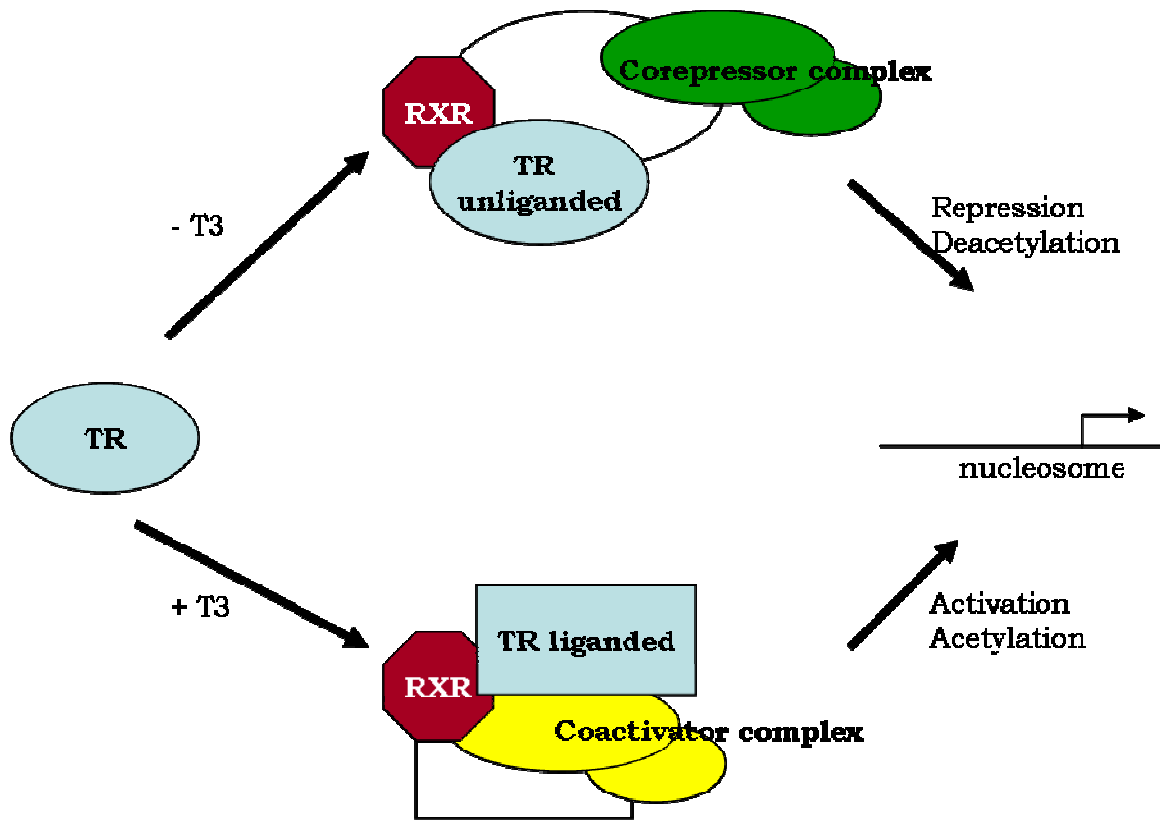 Corepressor complex
RXR
TR
unliganded
- T3
Repression
Deacetylation
TR
nucleosome
+ T3
Activation
Acetylation
TR liganded
RXR
Coactivator complex